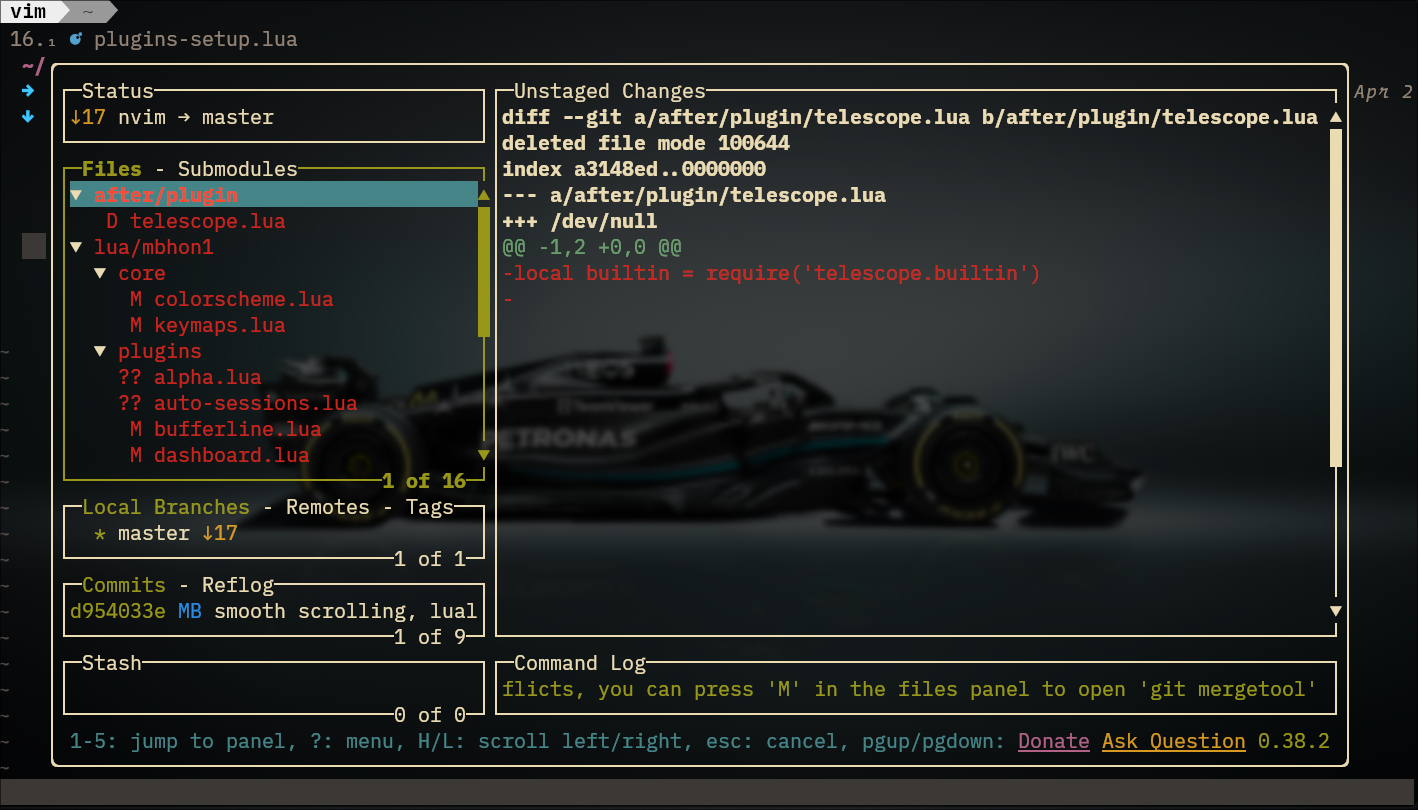 vim ~
16.₁ plugins-setup.lua
~/
Status
↓17 nvim → master
Files - Submodules
▼ after/plugin
D telescope.lua
▼ lua/mbhon1
▼ core
M colorscheme.lua
M keymaps.lua
▼ plugins
?? alpha.lua
?? auto-sessions.lua
M bufferline.lua
M dashboard.lua
1 of 16
Local Branches - Remotes - Tags
* master ↓17
1 of 1
Commits - Reflog
d954033e MB smooth scrolling, lual
1 of 9
Stash
0 of 0
Unstaged Changes
diff --git a/after/plugin/telescope.lua b/after/plugin/telescope.lua
deleted file mode 100644
index a3148ed..0000000
--- a/after/plugin/telescope.lua
+++ /dev/null
@@ -1,2 +0,0 @@
-local builtin = require('telescope.builtin')
-
Apr 2
PETRONAS
Command Log
flicts, you can press 'M' in the files panel to open 'git mergetool'
1-5: jump to panel, ?: menu, H/L: scroll left/right, esc: cancel, pgup/pgdown: Donate Ask Question 0.38.2